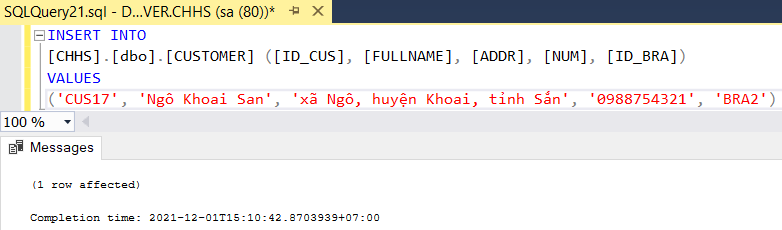 SQLQuery21.sql - D...VER.CHHS (sa (80))*
INSERT INTO
[CHHS].[dbo].[CUSTOMER] ([ID_CUS], [FULLNAME], [ADDR], [NUM], [ID_BRA])
VALUES
('CUS17', 'Ngô Khoai San', 'xã Ngô, huyện Khoai, tỉnh Sắn', '0988754321', 'BRA2')
100 %
Messages
(1 row affected)
Completion time: 2021-12-01T15:10:42.8703939+07:00